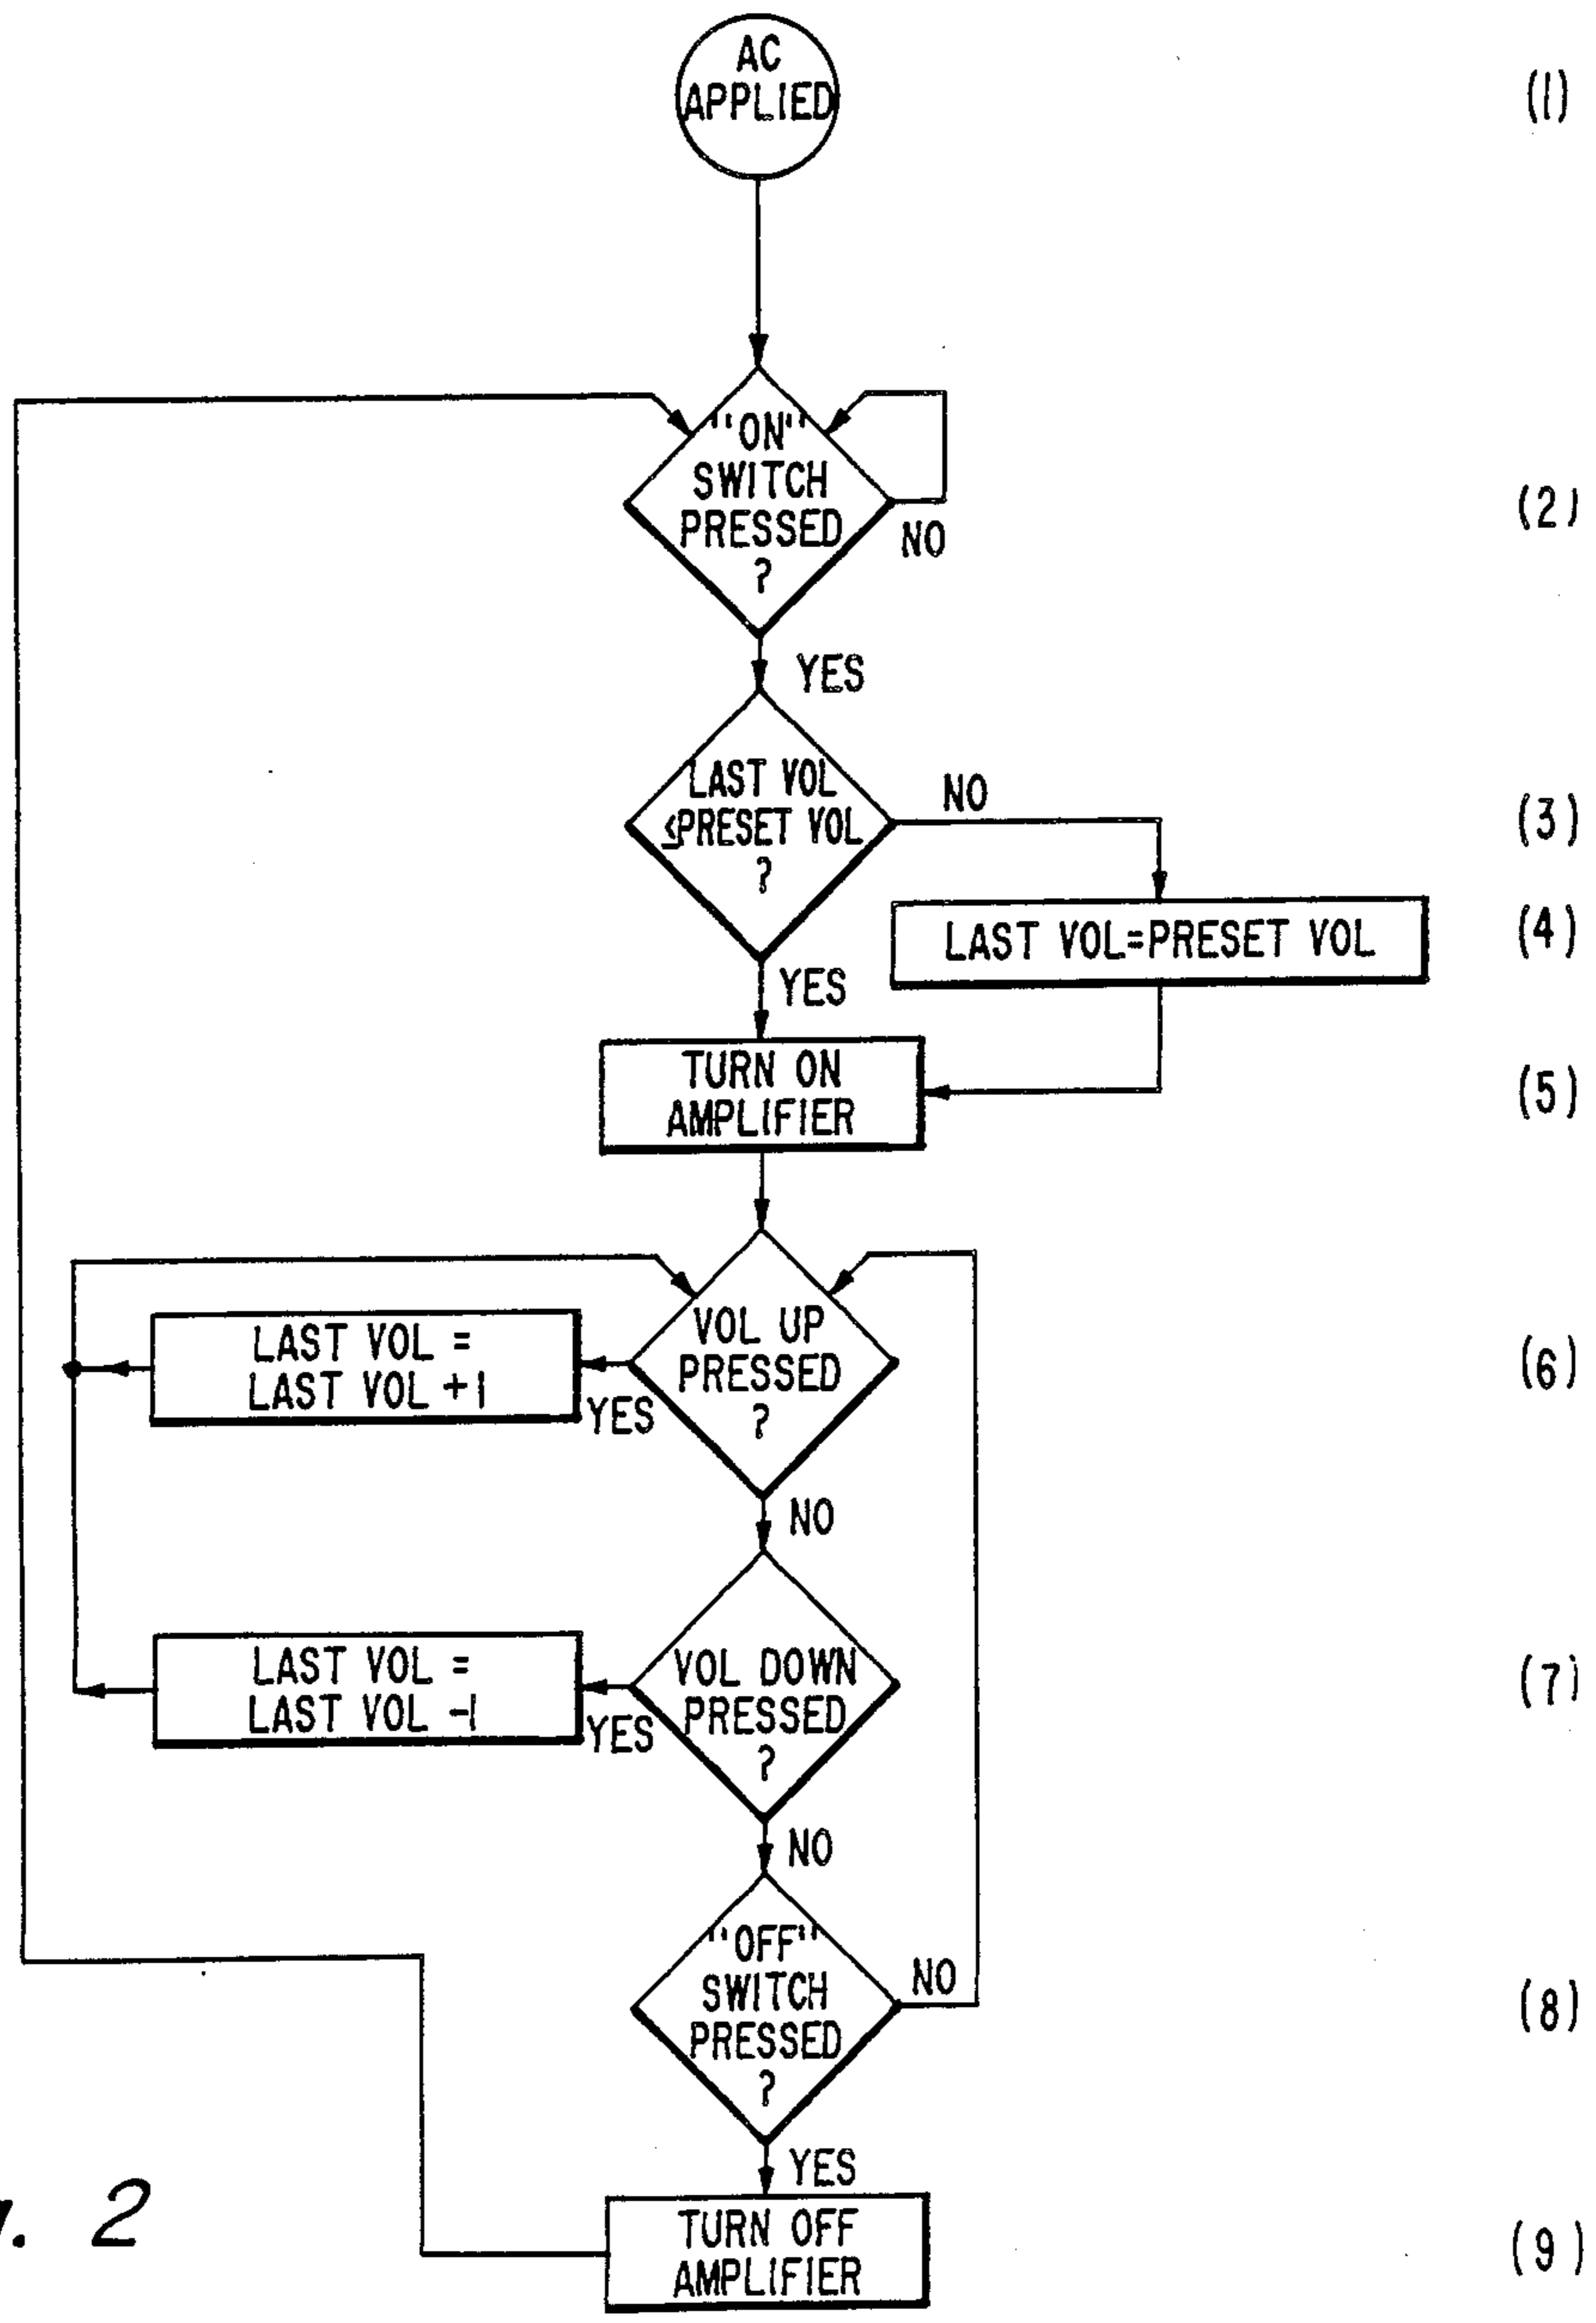 AC
APPLIED
(1)
"ON"
SWITCH
PRESSED
?
NO
(2)
YES
LAST VOL
≤PRESET VOL
?
NO
(3)
LAST VOL=PRESET VOL
(4)
YES
TURN ON
AMPLIFIER
(5)
VOL UP
PRESSED
?
LAST VOL =
LAST VOL +1
YES
(6)
NO
VOL DOWN
PRESSED
?
LAST VOL =
LAST VOL -1
YES
(7)
NO
"OFF"
SWITCH
PRESSED
?
NO
(8)
YES
TURN OFF
AMPLIFIER
(9)
2